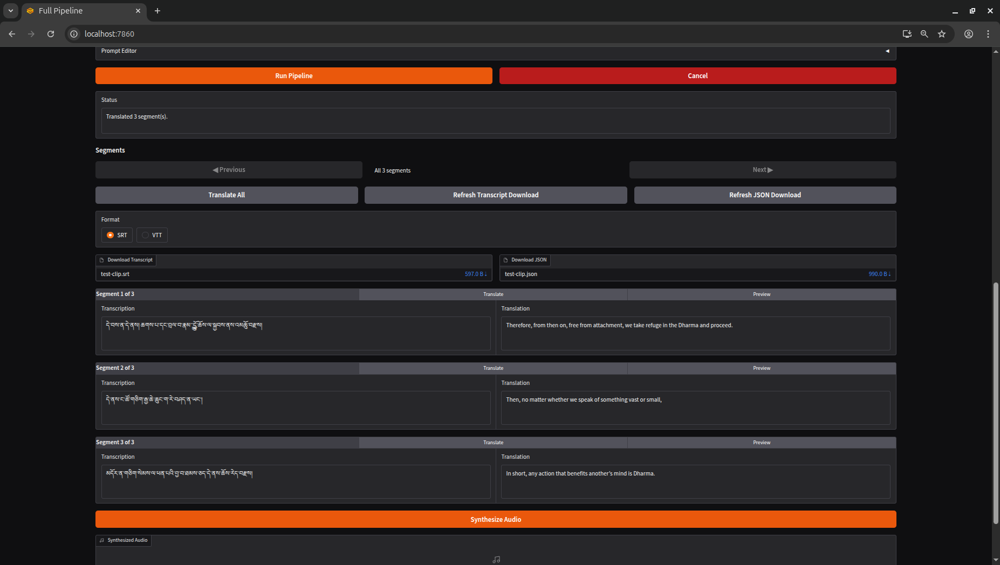 Full Pipeline
localhost:7860
Prompt Editor
Run Pipeline
Cancel
Status
Translated 3 segment(s).
Segments
Previous
All 3 segments
Next
Translate All
Refresh Transcript Download
Refresh JSON Download
Format
SRT
VTT
Download Transcript
Download JSON
test-clip.srt
597.0 B ↓
test-clip.json
990.0 B ↓
Segment 1 of 3
Translate
Preview
Transcription
Translation
དེ་བས་ན་དེ་ནས། ཆགས་པ་དང་བྲལ་བ་རྣམ་ ཆོས་ལ་སྐྱབས་ནས་འམཆོུ་བརྫས།
Therefore, from then on, free from attachment, we take refuge in the Dharma and proceed.
Segment 2 of 3
Translate
Preview
Transcription
Translation
དེ་ནས་ང་ཚོ་གཅིག་རྒྱ་ཆེ་ཆུང་ག་རེ་བཤད་ན་ཡང་།
Then, no matter whether we speak of something vast or small,
Segment 3 of 3
Translate
Preview
Transcription
Translation
མདོར་ན་གཅིག་སེམས་ལ་ཕན་པའི་བྱ་བ་ཐམས་ཅད་དེ་ནས་ཆོས་རེད་བརྫས།
In short, any action that benefits another's mind is Dharma.
Synthesize Audio
Synthesized Audio